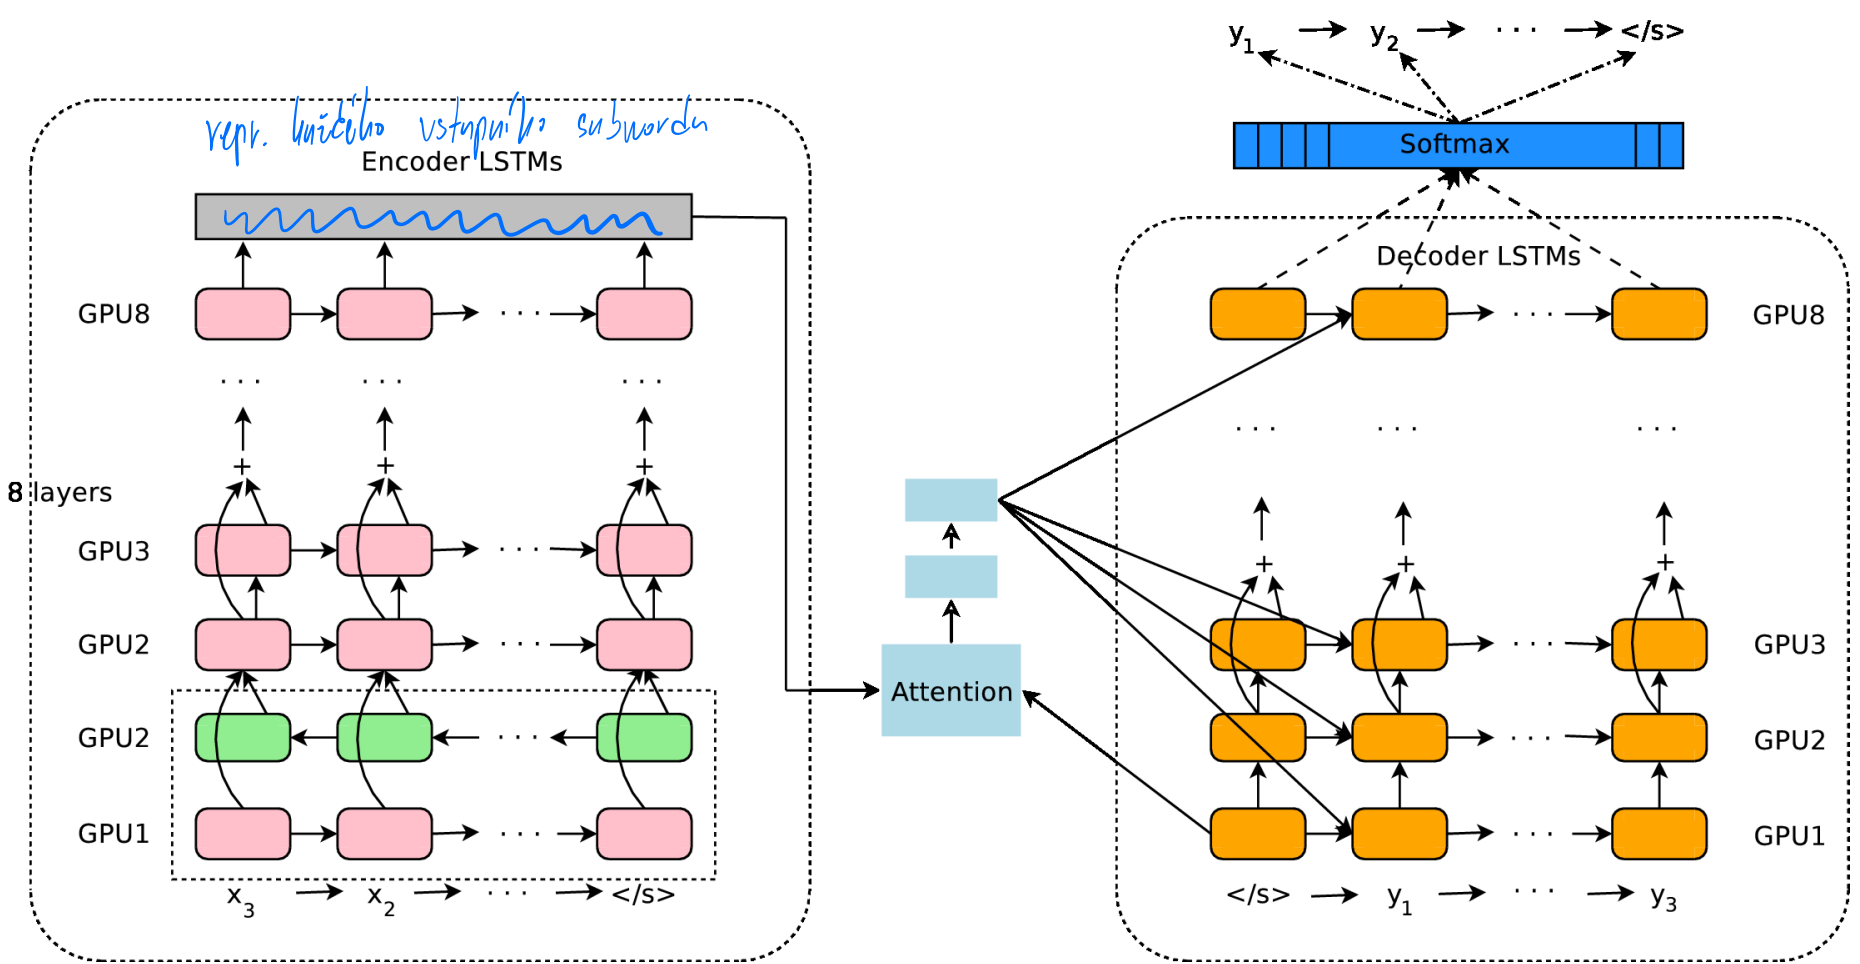 y1 → y2 → ... → </s>
Softmax
repr. každého vstupního subwordu
Encoder LSTMs
Decoder LSTMs
GPU8
GPU8
8 layers
GPU3
GPU2
GPU2
GPU1
+ + +
+ + +
Attention
GPU3
GPU2
GPU1
x3 → x2 → ... → </s>
</s> → y1 → ... → y3